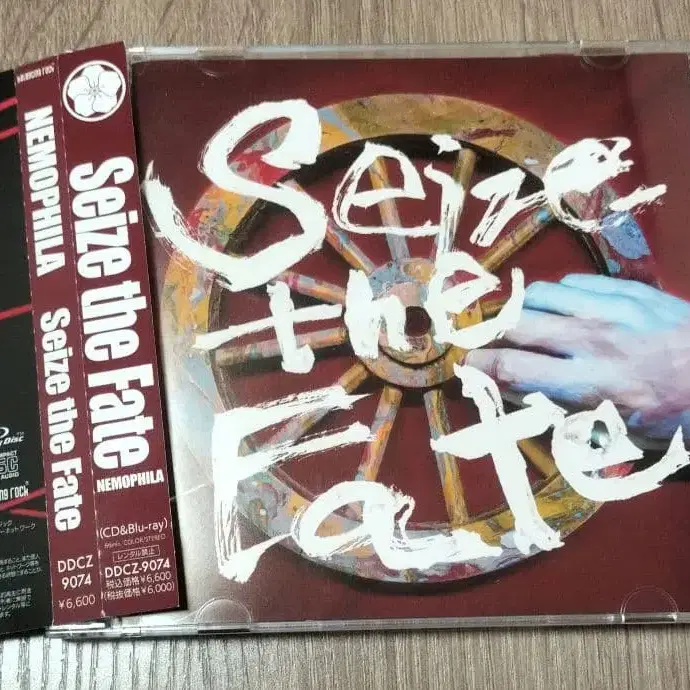 Seize
the
Fate
Seize the Fate
NEMOPHILA
(CD&Blu-ray)
レンタル禁止
DDCZ-9074
税込価格¥6,600
(税抜価格¥6,000)
NEMOPHILA
Seize the Fate
DDCZ
9074
¥6,600